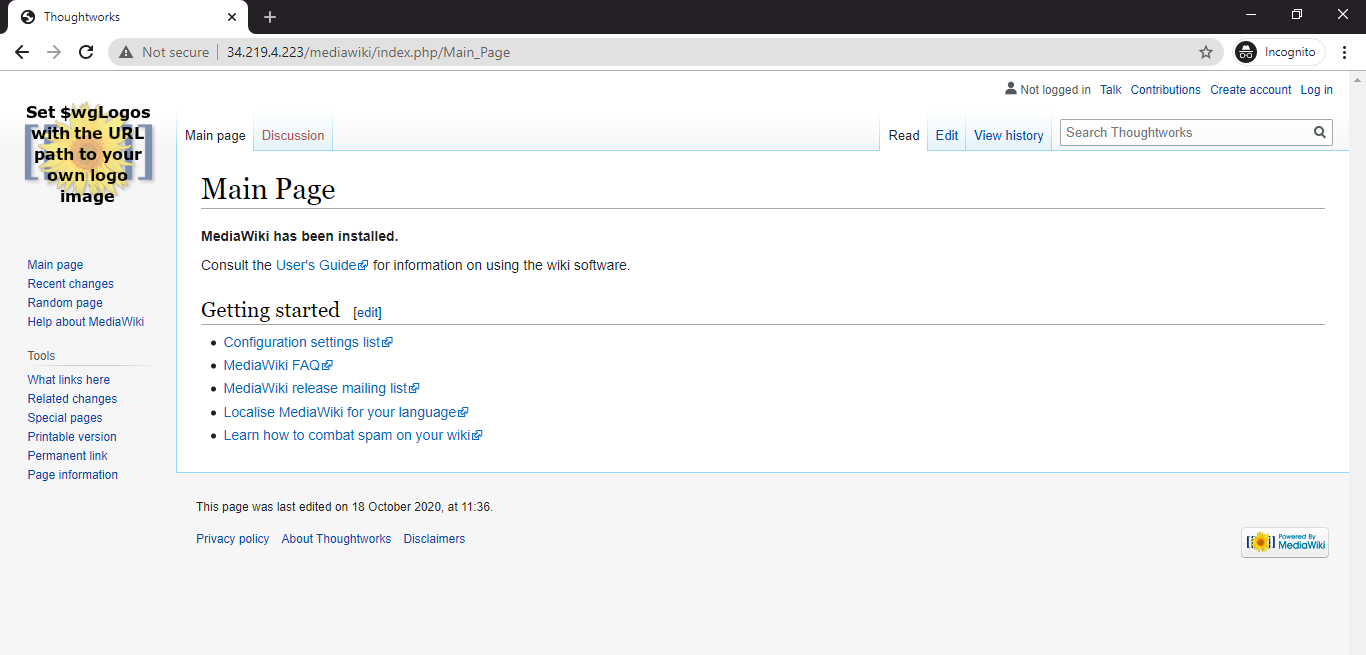 Thoughtworks
Not secure
34.219.4.223/mediawiki/index.php/Main_Page
Incognito
Not logged in Talk Contributions Create account Log in
Set $wgLogos
with the URL
path to your
own logo
image
Main page Discussion
Read Edit View history
Search Thoughtworks
Main Page
MediaWiki has been installed.
Consult the User's Guide for information on using the wiki software.
Getting started [edit]
Configuration settings list
MediaWiki FAQ
MediaWiki release mailing list
Localise MediaWiki for your language
Learn how to combat spam on your wiki
Main page
Recent changes
Random page
Help about MediaWiki
Tools
What links here
Related changes
Special pages
Printable version
Permanent link
Page information
This page was last edited on 18 October 2020, at 11:36.
Privacy policy About Thoughtworks Disclaimers
Powered By
MediaWiki